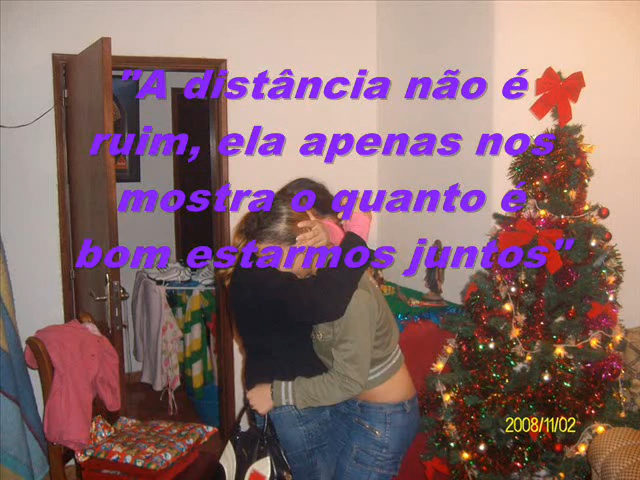 "A distância não é
ruim, ela apenas nos
mostra o quanto é
bom estarmos juntos"
2008/11/02